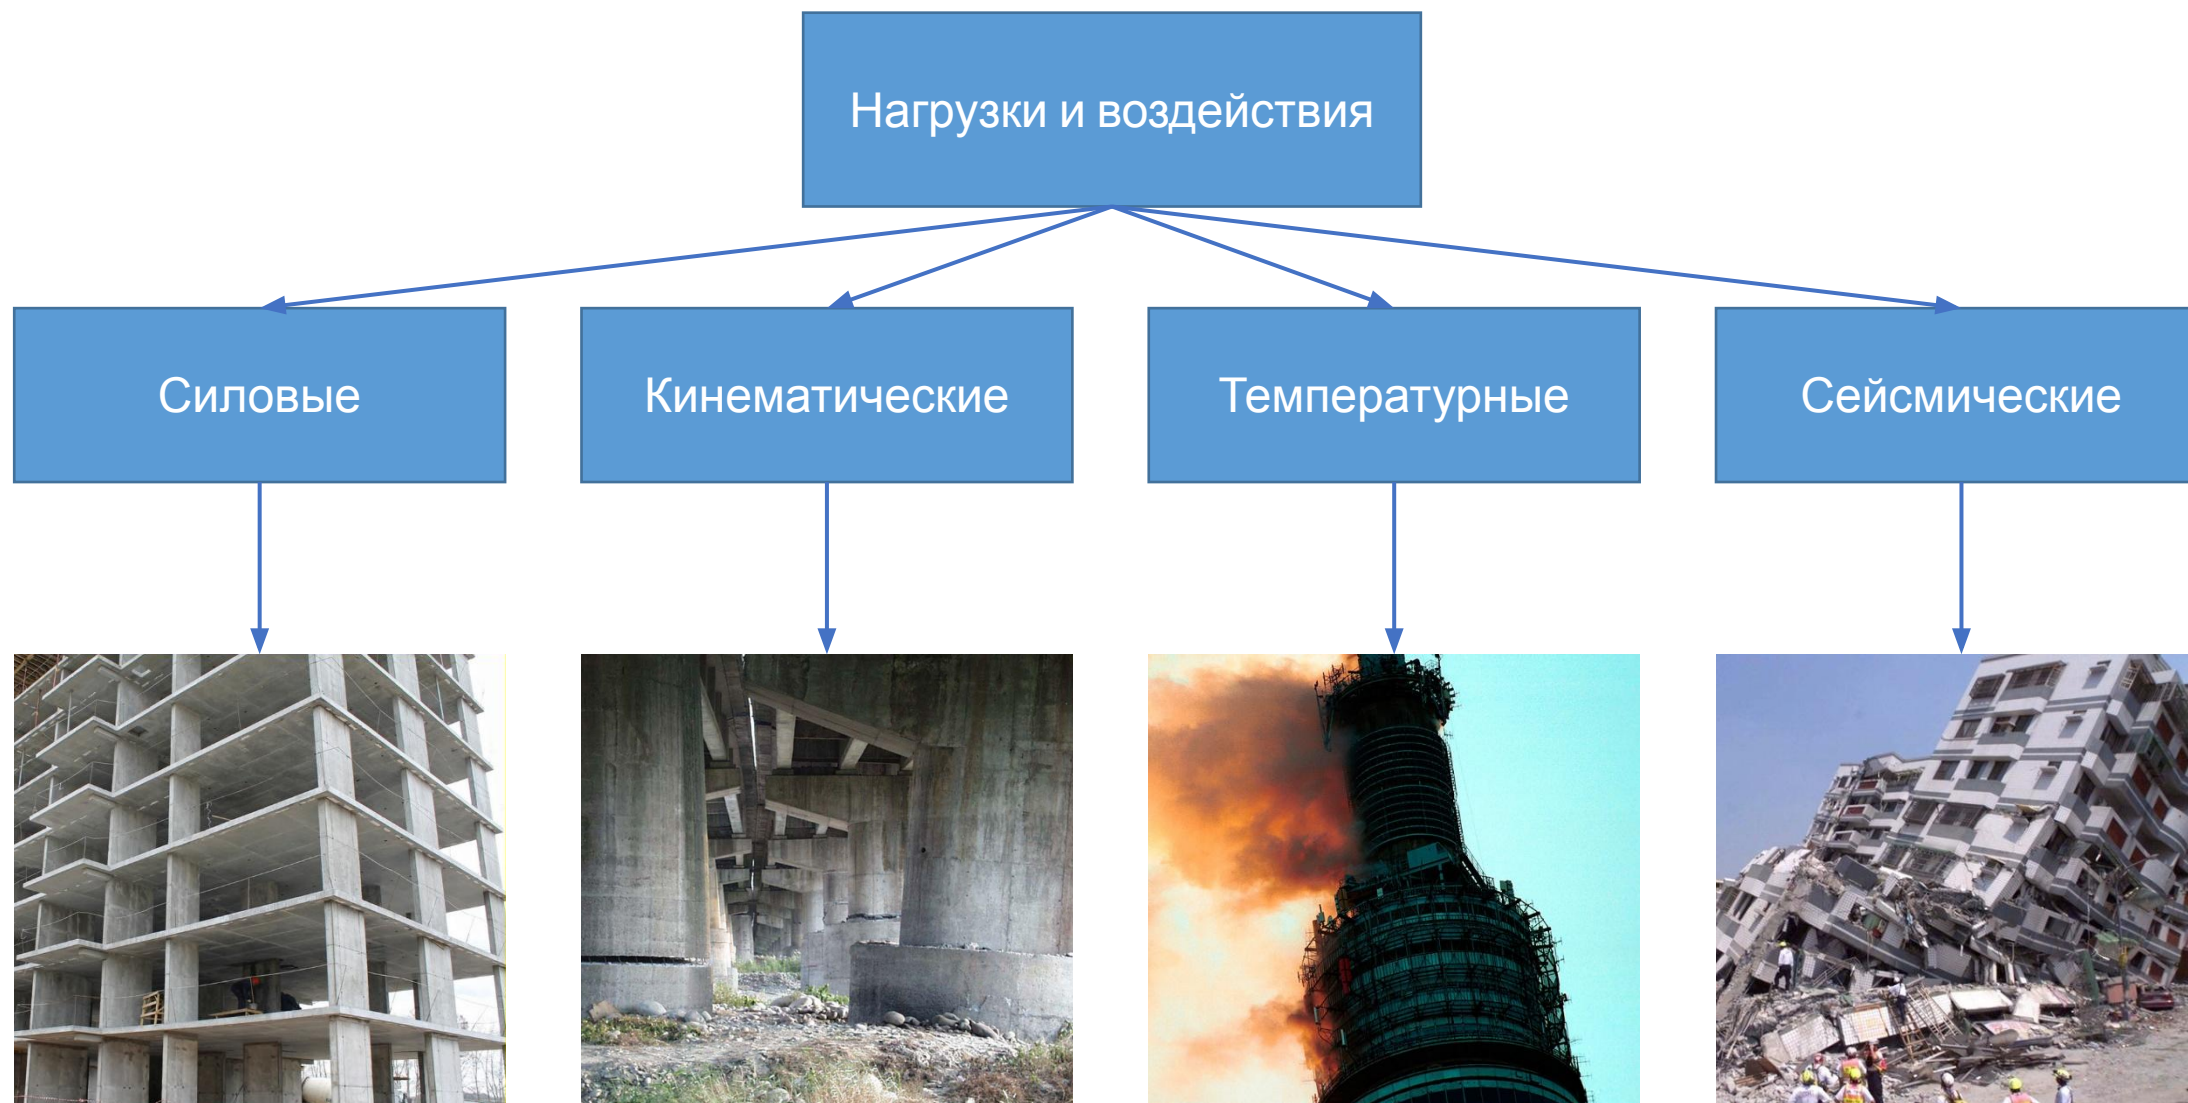 Нагрузки и воздействия
Силовые
Кинематические
Температурные
Сейсмические